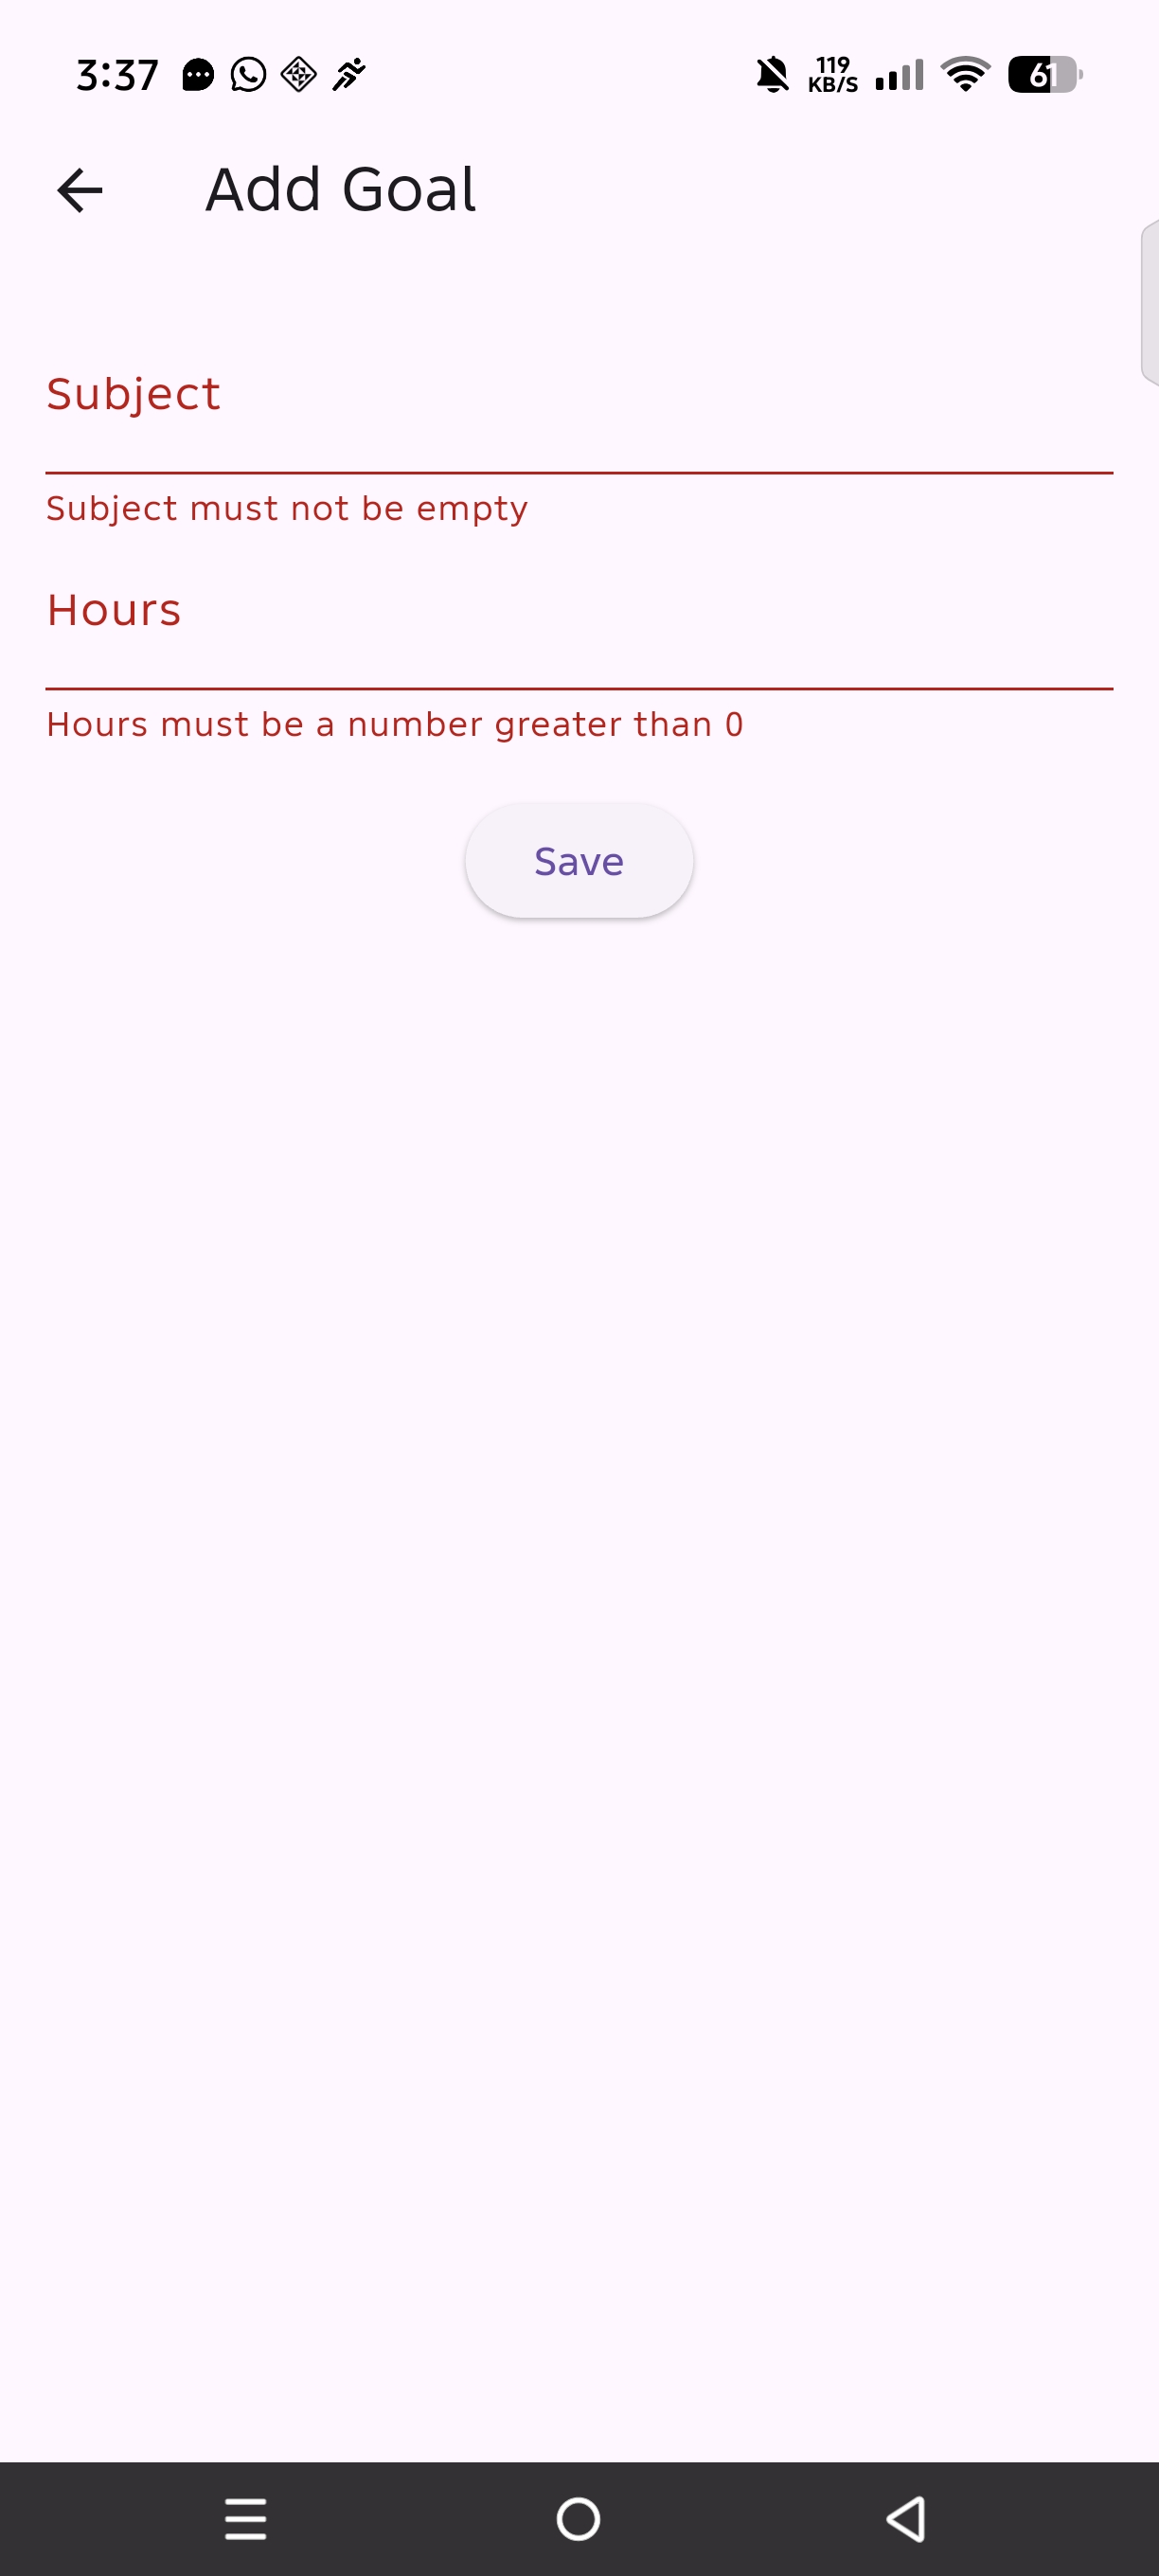 3:37
119
KB/S
61
Add Goal
Subject
Subject must not be empty
Hours
Hours must be a number greater than 0
Save